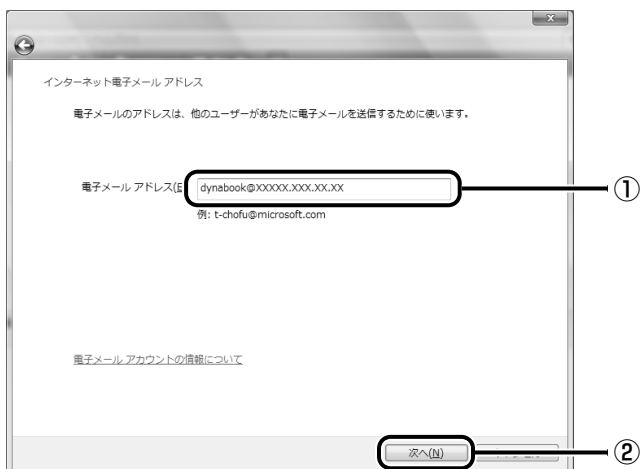 インターネット電子メール アドレス
電子メールのアドレスは、他のユーザーがあなたに電子メールを送信するために使います。
電子メール アドレス(E
dynabook@XXXXX.XXX.XX.XX
①
例: t-chofu@microsoft.com
電子メール アカウントの情報について
次へ(N)
②